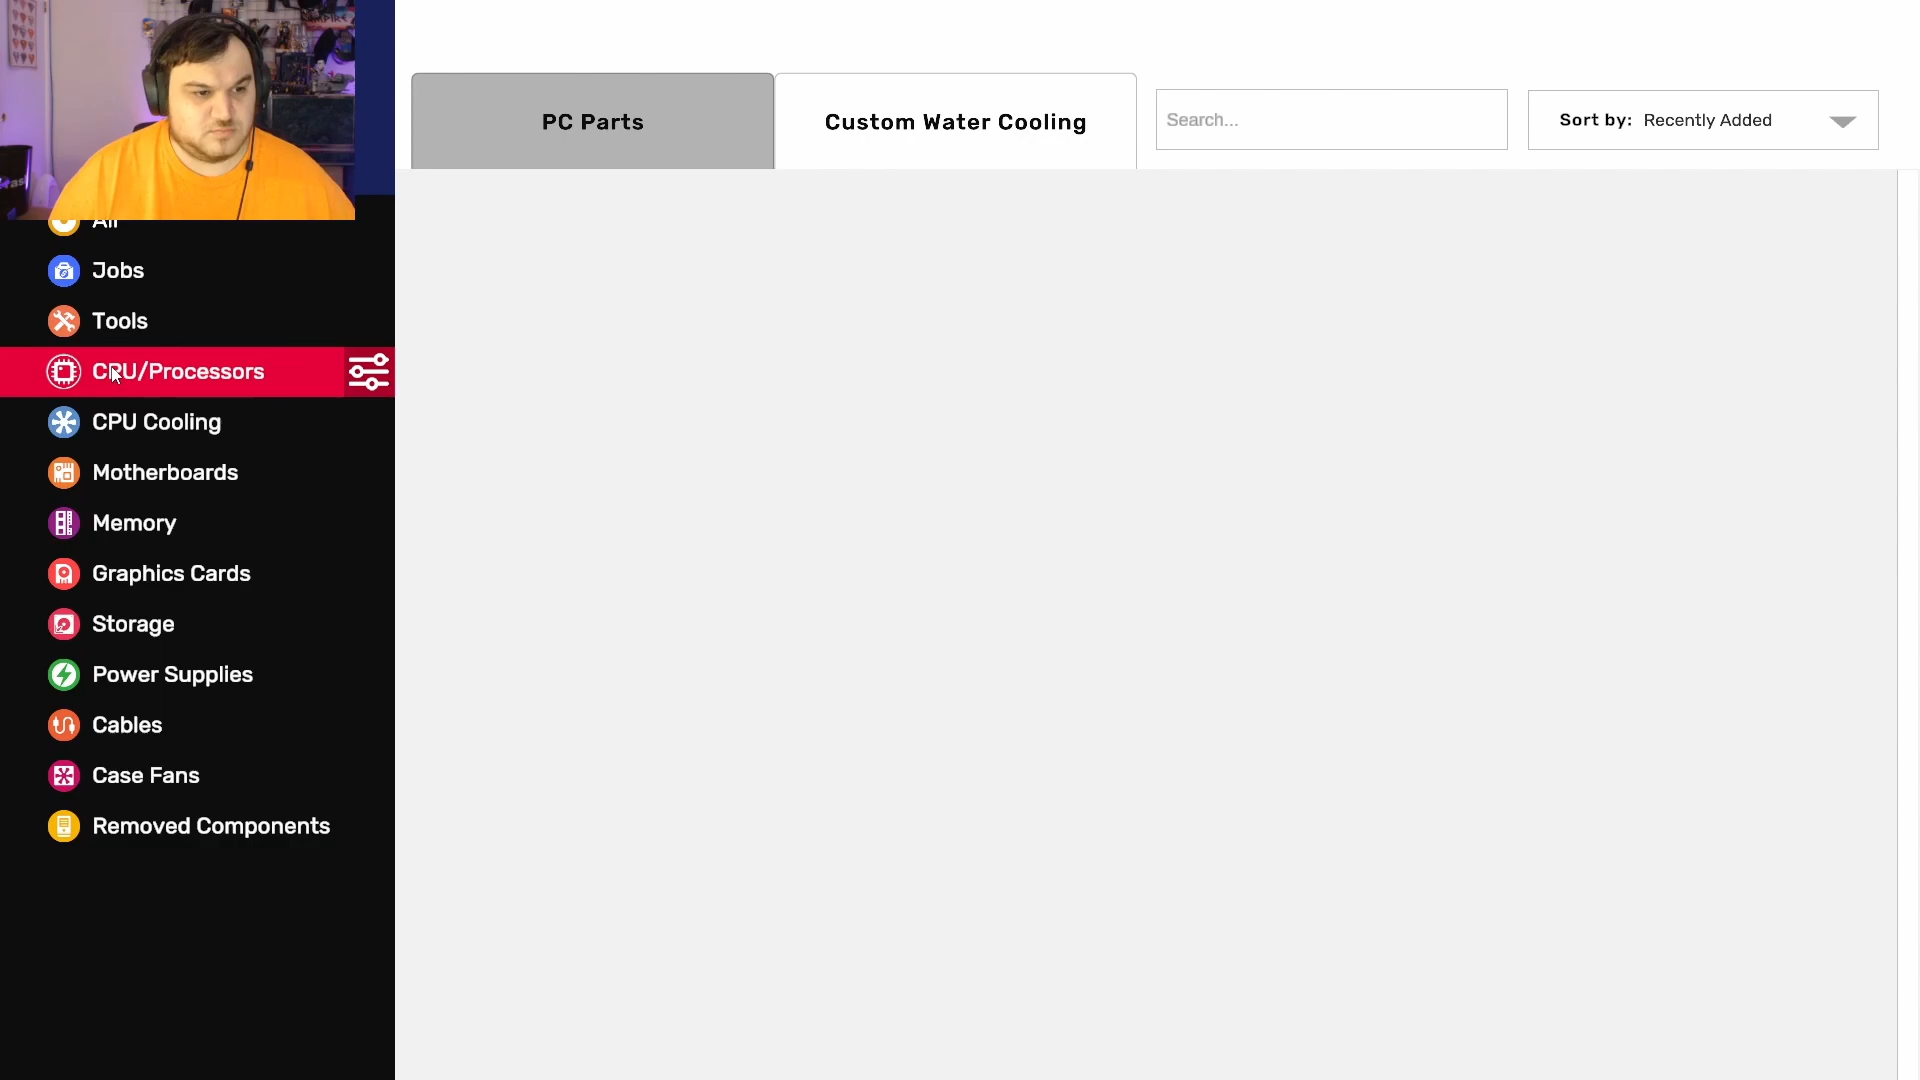 PC Parts
Custom Water Cooling
Search...
Sort by: Recently Added
All
Jobs
Tools
CPU/Processors
CPU Cooling
Motherboards
Memory
Graphics Cards
Storage
Power Supplies
Cables
Case Fans
Removed Components